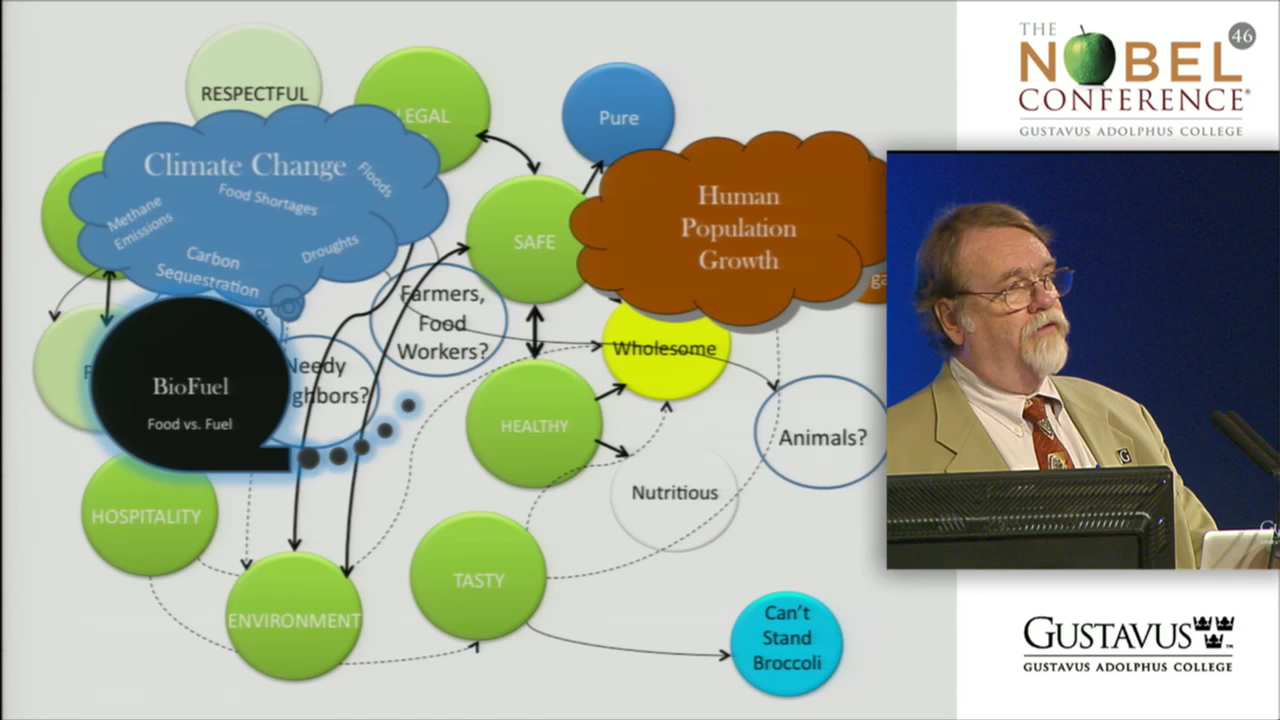 RESPECTFUL
LEGAL
Pure
Climate Change
Floods
Food Shortages
Methane
Emissions
Droughts
Carbon
Sequestration
&
SAFE
Human
Population
Growth
Farmers,
Food
Workers?
Wholesome
BioFuel
Food vs. Fuel
Needy
ghbors?
HEALTHY
Animals?
Nutritious
HOSPITALITY
TASTY
ENVIRONMENT
Can't
Stand
Broccoli
THE
NOBEL
46
CONFERENCE
GUSTAVUS ADOLPHUS COLLEGE
G
GUSTAVUS
GUSTAVUS ADOLPHUS COLLEGE